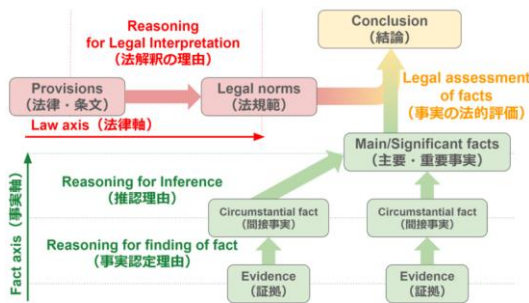 Reasoning
for Legal Interpretation
（法解釈の理由）
Conclusion
（結論）
Provisions
（法律・条文）
Legal norms
（法規範）
Legal assessment
of facts
（事実の法的評価）
Law axis（法律軸）
Main/Significant facts
（主要・重要事実）
Fact axis（事実軸）
Reasoning for Inference
（推認理由）
Circumstantial fact
（間接事実）
Circumstantial fact
（間接事実）
Reasoning for finding of fact
（事実認定理由）
Evidence
（証拠）
Evidence
（証拠）